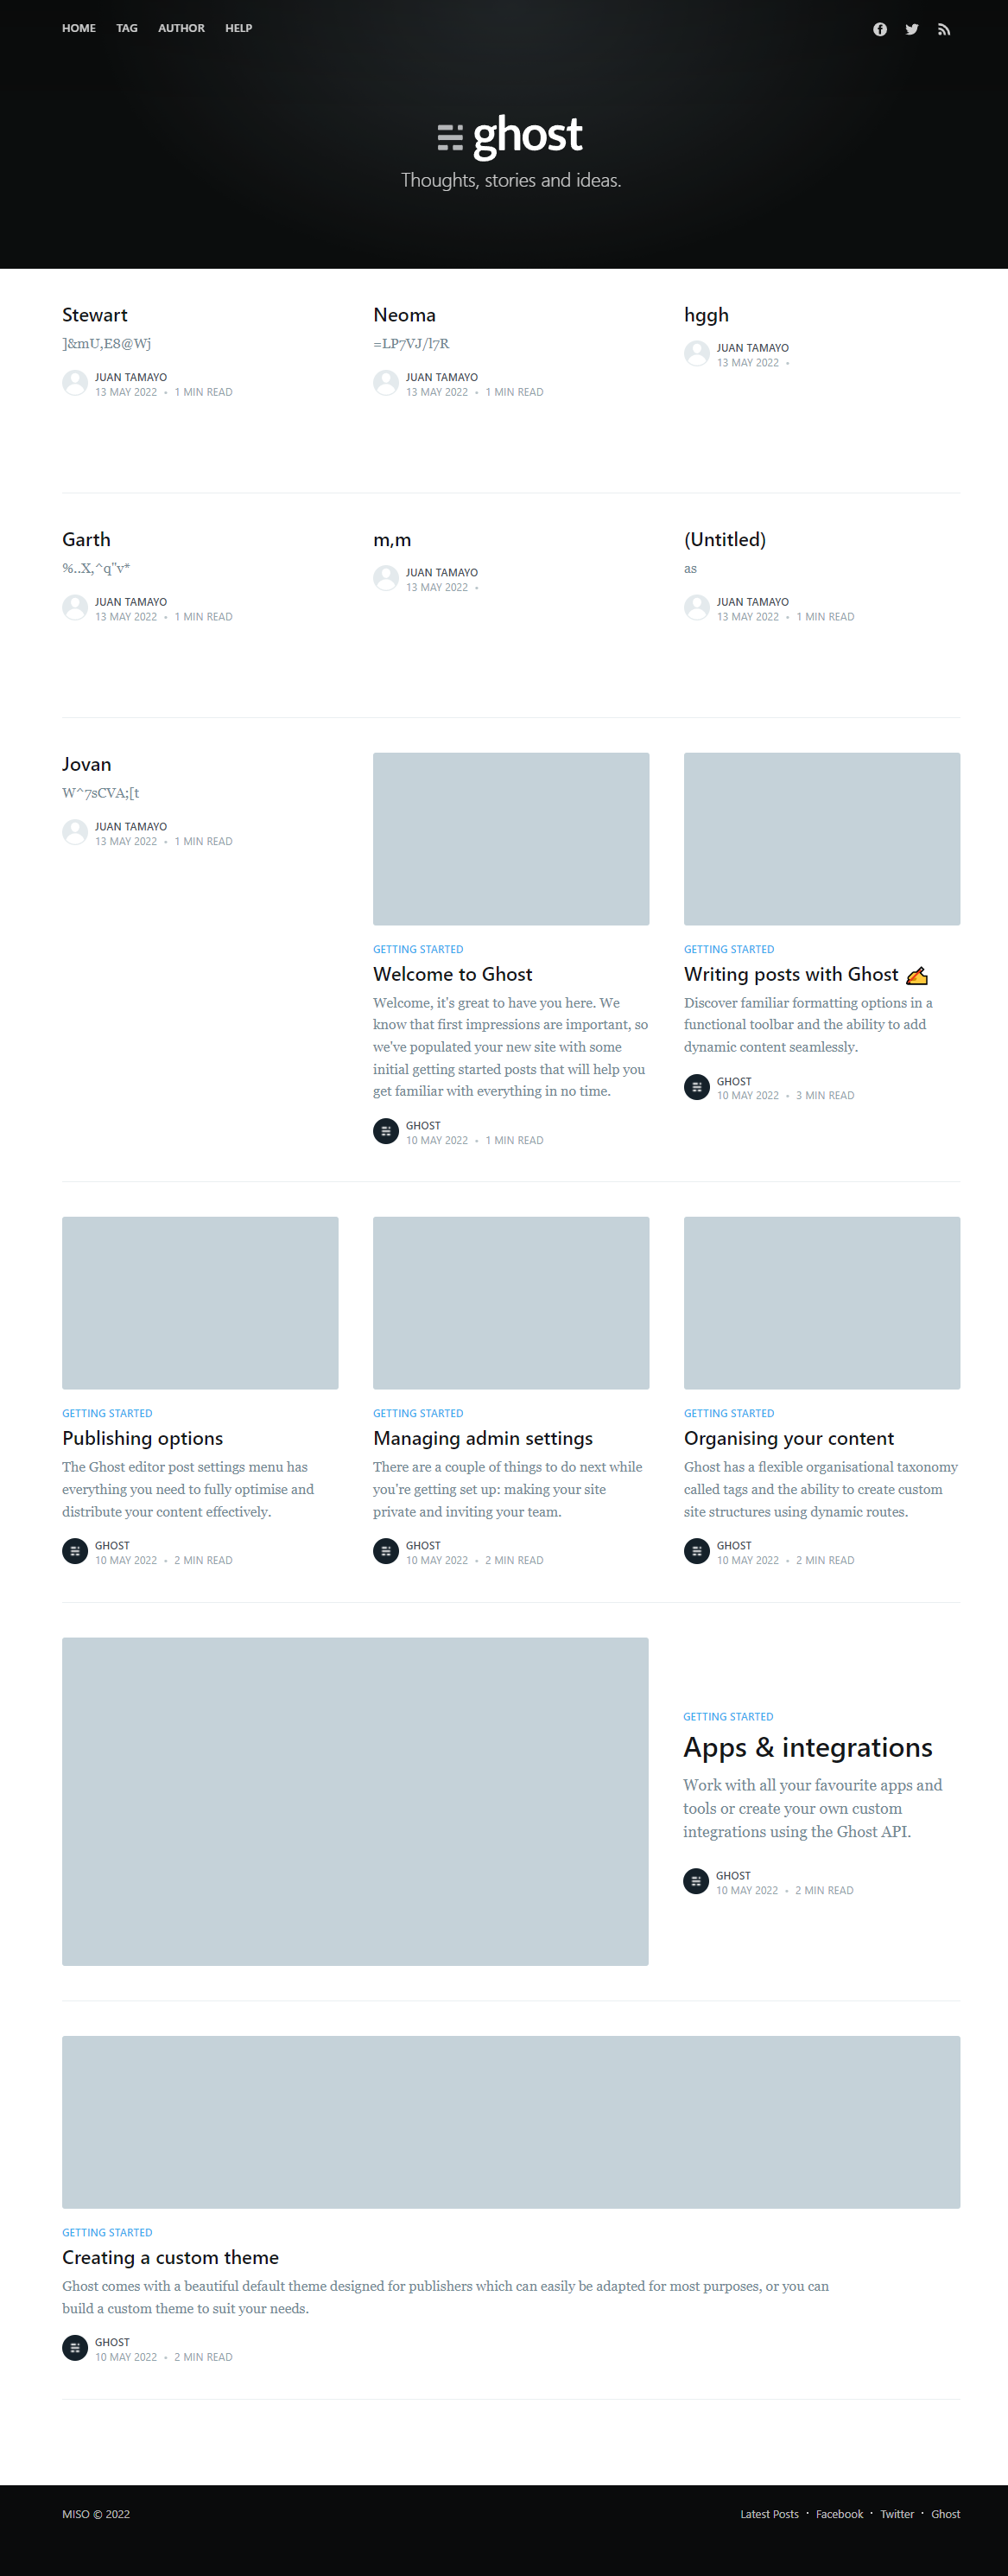 HOME TAG AUTHOR HELP
ghost
Thoughts, stories and ideas.
Stewart
]&mU,E8@Wj
JUAN TAMAYO
13 MAY 2022 • 1 MIN READ
Neoma
=LP7VJ/l7R
JUAN TAMAYO
13 MAY 2022 • 1 MIN READ
hggh
JUAN TAMAYO
13 MAY 2022 •
Garth
%..X,^q"v*
JUAN TAMAYO
13 MAY 2022 • 1 MIN READ
m,m
JUAN TAMAYO
13 MAY 2022 •
(Untitled)
as
JUAN TAMAYO
13 MAY 2022 • 1 MIN READ
Jovan
W^7sCVA;[t
JUAN TAMAYO
13 MAY 2022 • 1 MIN READ
GETTING STARTED
Welcome to Ghost
Welcome, it's great to have you here. We
know that first impressions are important, so
we've populated your new site with some
initial getting started posts that will help you
get familiar with everything in no time.
GHOST
10 MAY 2022 • 1 MIN READ
GETTING STARTED
Writing posts with Ghost ✍️
Discover familiar formatting options in a
functional toolbar and the ability to add
dynamic content seamlessly.
GHOST
10 MAY 2022 • 3 MIN READ
GETTING STARTED
Publishing options
The Ghost editor post settings menu has
everything you need to fully optimise and
distribute your content effectively.
GHOST
10 MAY 2022 • 2 MIN READ
GETTING STARTED
Managing admin settings
There are a couple of things to do next while
you're getting set up: making your site
private and inviting your team.
GHOST
10 MAY 2022 • 2 MIN READ
GETTING STARTED
Organising your content
Ghost has a flexible organisational taxonomy
called tags and the ability to create custom
site structures using dynamic routes.
GHOST
10 MAY 2022 • 2 MIN READ
GETTING STARTED
Apps & integrations
Work with all your favourite apps and
tools or create your own custom
integrations using the Ghost API.
GHOST
10 MAY 2022 • 2 MIN READ
GETTING STARTED
Creating a custom theme
Ghost comes with a beautiful default theme designed for publishers which can easily be adapted for most purposes, or you can
build a custom theme to suit your needs.
GHOST
10 MAY 2022 • 2 MIN READ
MISO © 2022
Latest Posts · Facebook · Twitter · Ghost